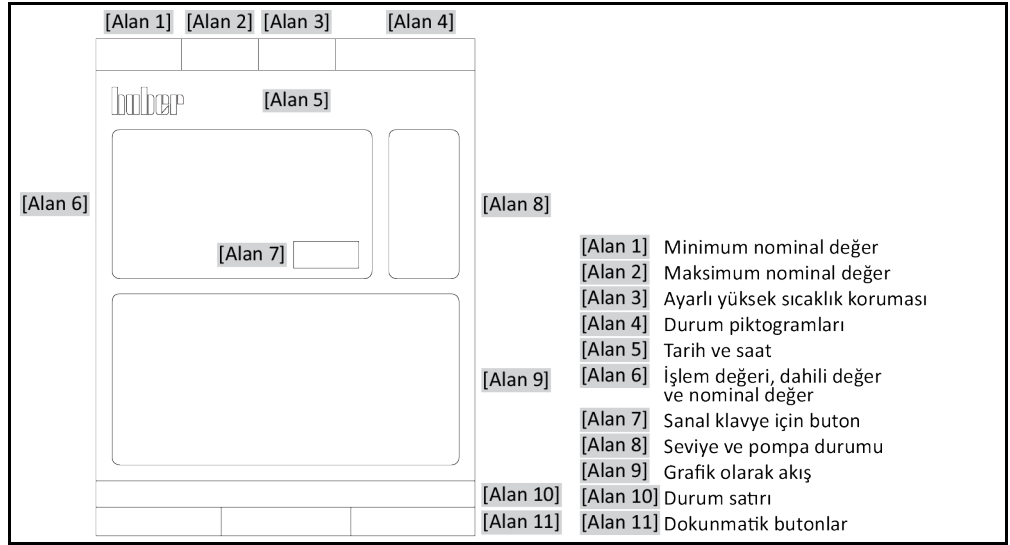 [Alan 1] [Alan 2] [Alan 3] [Alan 4]
huber
[Alan 5]
[Alan 6]
[Alan 8]
[Alan 7]
[Alan 9]
[Alan 10]
[Alan 11]
[Alan 1] Minimum nominal değer
[Alan 2] Maksimum nominal değer
[Alan 3] Ayarlı yüksek sıcaklık koruması
[Alan 4] Durum piktogramları
[Alan 5] Tarih ve saat
[Alan 6] İşlem değeri, dahili değer
ve nominal değer
[Alan 7] Sanal klavye için buton
[Alan 8] Seviye ve pompa durumu
[Alan 9] Grafik olarak akış
[Alan 10] Durum satırı
[Alan 11] Dokunmatik butonlar